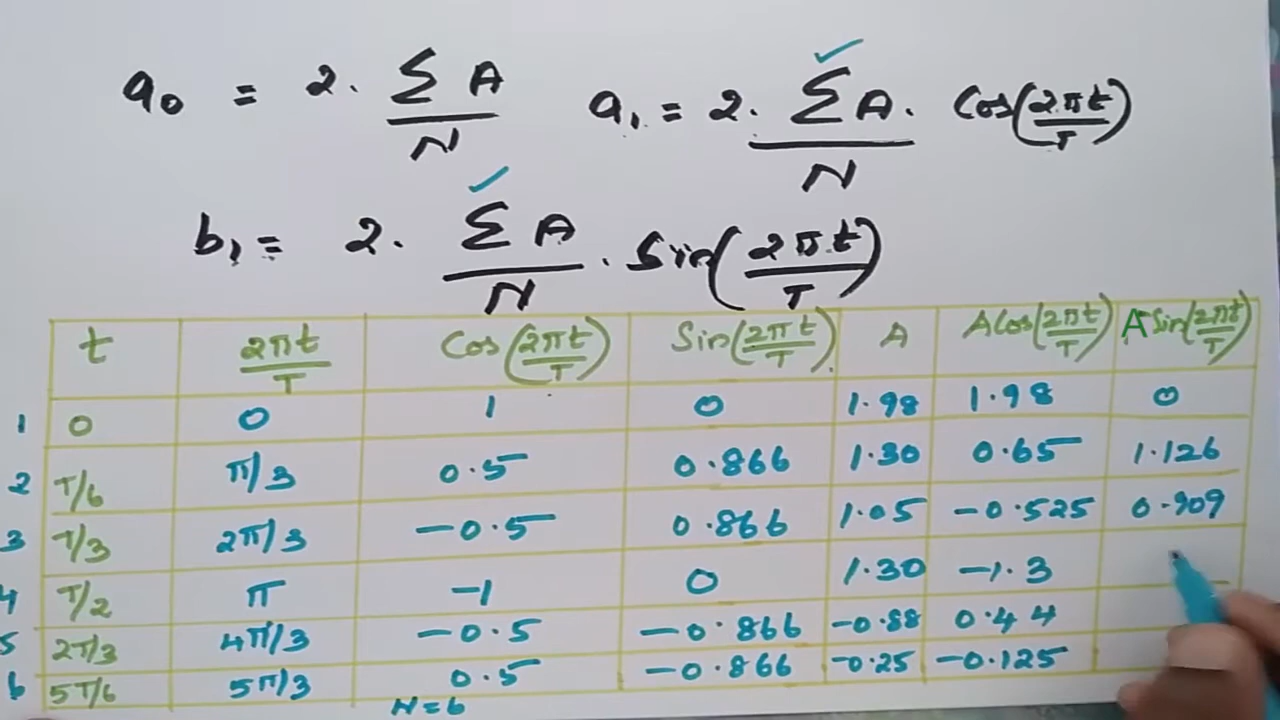 a₀ = 2. ΣA/N a₁ = 2. ΣA./N Cos(2πt/T)
b₁ = 2. ΣA/N . Sin(2πt/T)
t 2πt/T Cos(2πt/T) Sin(2πt/T) A ACos(2πt/T) ASin(2πt/T)
1 0 0 1 0 1.98 1.98 0
2 T/6 π/3 0.5 0.866 1.30 0.65 1.126
3 T/3 2π/3 -0.5 0.866 1.05 -0.525 0.909
4 T/2 π -1 0 1.30 -1.3
5 2T/3 4π/3 -0.5 -0.866 -0.88 0.44
6 5T/6 5π/3 0.5 -0.866 -0.25 -0.125
N=6